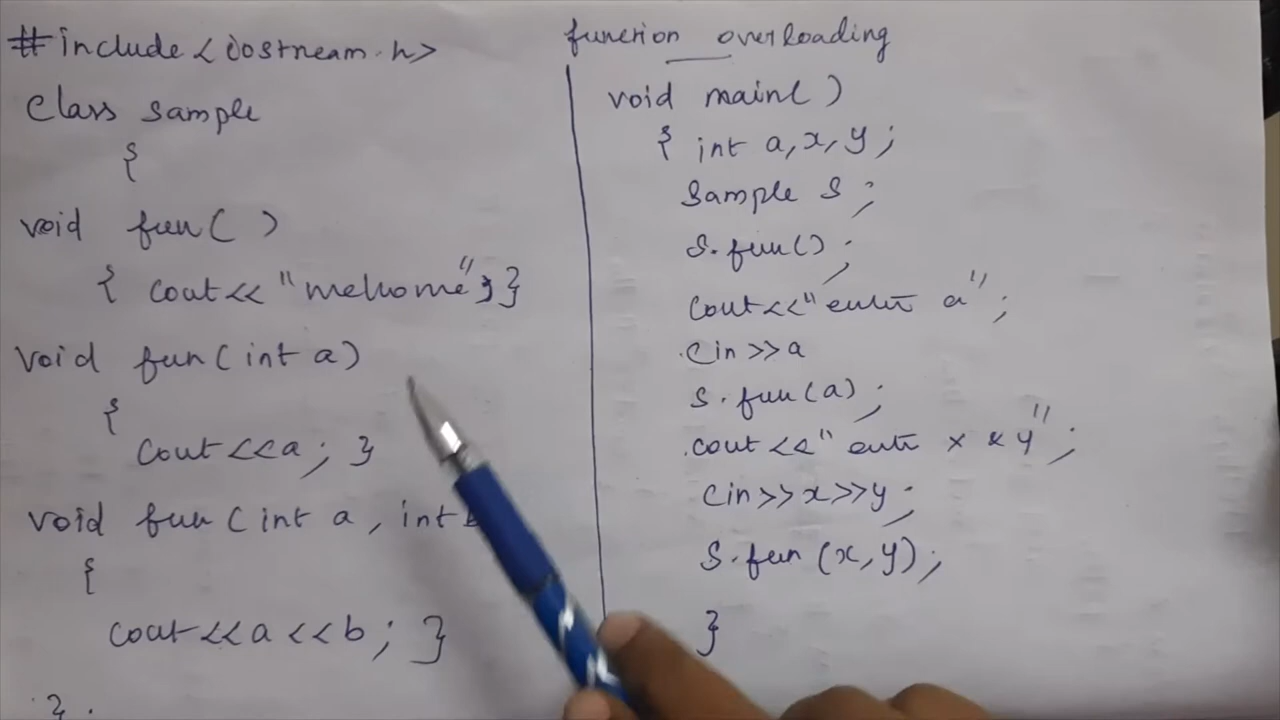 function overloading
#include <iostream.h>
class sample
{
void fun( )
{ cout<< "welcome"; }
void fun(int a)
{
cout<<a; }
void fun(int a, int
{
cout<<a<<b; }
};
void main( )
{ int a,x,y;
sample s;
s.fun();
cout<<"enter a";
cin>>a
s.fun(a);
cout<<"enter x & y";
cin>>x>>y;
s.fun(x,y);
}